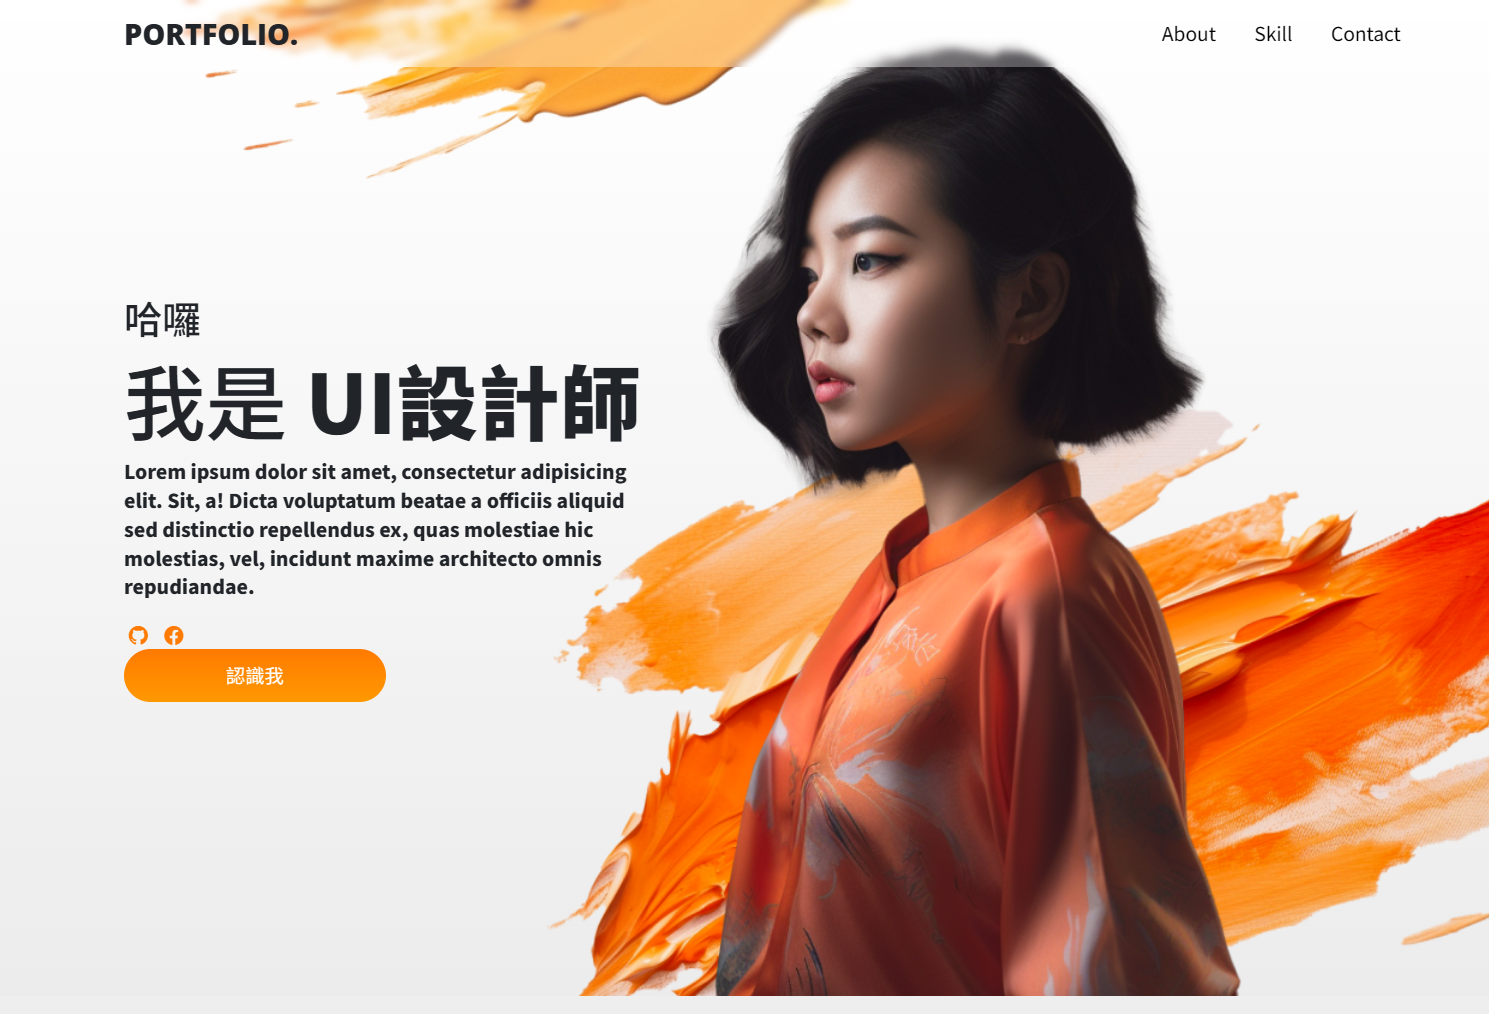 PORTFOLIO.
About Skill Contact
哈囉
我是 UI設計師
Lorem ipsum dolor sit amet, consectetur adipisicing
elit. Sit, a! Dicta voluptatum beatae a officiis aliquid
sed distinctio repellendus ex, quas molestiae hic
molestias, vel, incidunt maxime architecto omnis
repudiandae.
認識我